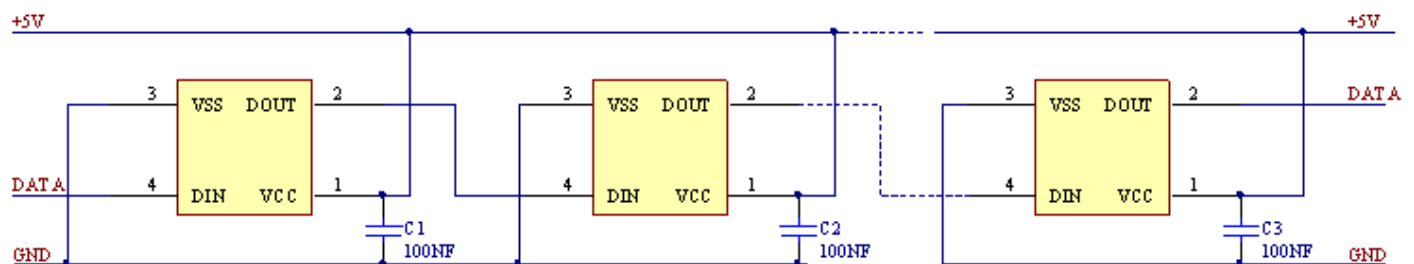 +5V +5V
3 VSS DOUT 2 3 VSS DOUT 2 3 VSS DOUT 2 DATA
DATA 4 DIN VCC 1 4 DIN VCC 1 4 DIN VCC 1
C1 C2 C3
GND 100NF 100NF 100NF GND